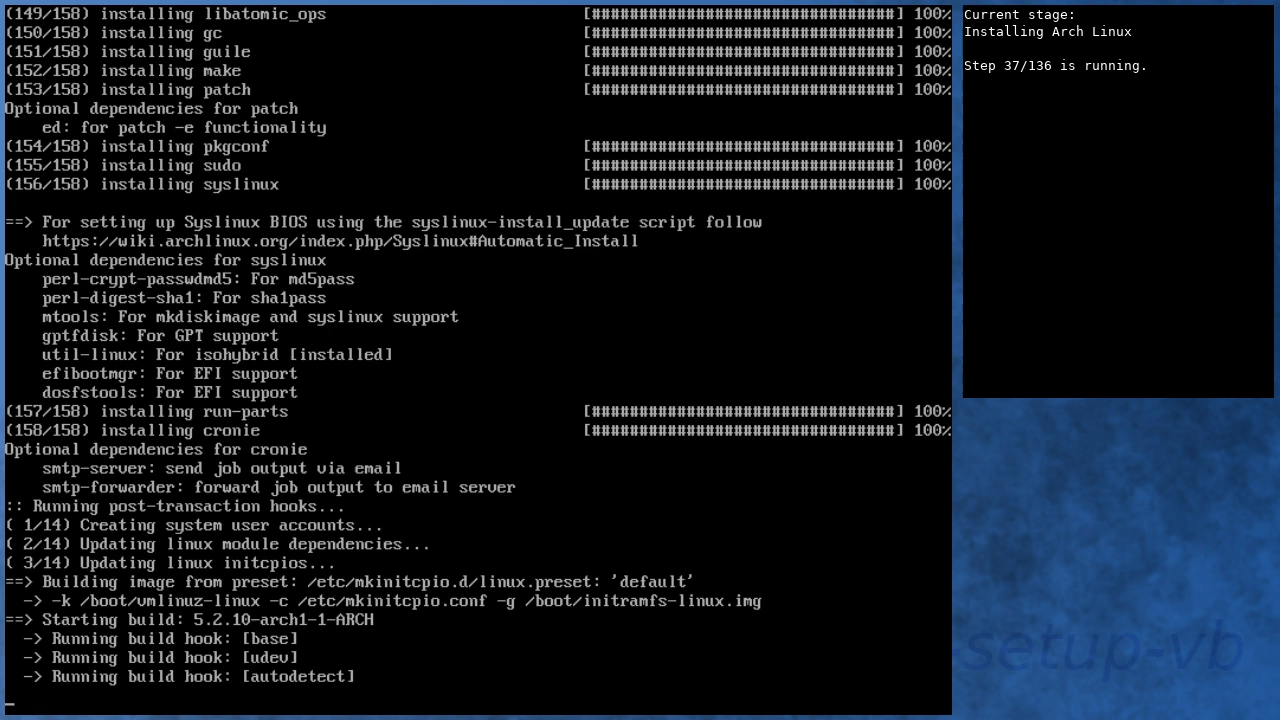 (149/158) installing libatomic_ops [################################] 100%
(150/158) installing gc [################################] 100%
(151/158) installing guile [################################] 100%
(152/158) installing make [################################] 100%
(153/158) installing patch [################################] 100%
Optional dependencies for patch
    ed: for patch -e functionality
(154/158) installing pkgconf [################################] 100%
(155/158) installing sudo [################################] 100%
(156/158) installing syslinux [################################] 100%
==> For setting up Syslinux BIOS using the syslinux-install_update script follow
    https://wiki.archlinux.org/index.php/Syslinux#Automatic_Install
Optional dependencies for syslinux
    perl-crypt-passwdmd5: For md5pass
    perl-digest-sha1: For sha1pass
    mtools: For mkdiskimage and syslinux support
    gptfdisk: For GPT support
    util-linux: For isohybrid [installed]
    efibootmgr: For EFI support
    dosfstools: For EFI support
(157/158) installing run-parts [################################] 100%
(158/158) installing cronie [################################] 100%
Optional dependencies for cronie
    smtp-server: send job output via email
    smtp-forwarder: forward job output to email server
:: Running post-transaction hooks...
( 1/14) Creating system user accounts...
( 2/14) Updating linux module dependencies...
( 3/14) Updating linux initcpios...
==> Building image from preset: /etc/mkinitcpio.d/linux.preset: 'default'
  -> -k /boot/vmlinuz-linux -c /etc/mkinitcpio.conf -g /boot/initramfs-linux.img
==> Starting build: 5.2.10-arch1-1-ARCH
  -> Running build hook: [base]
  -> Running build hook: [udev]
  -> Running build hook: [autodetect]
_
Current stage:
Installing Arch Linux
Step 37/136 is running.
-setup-vb